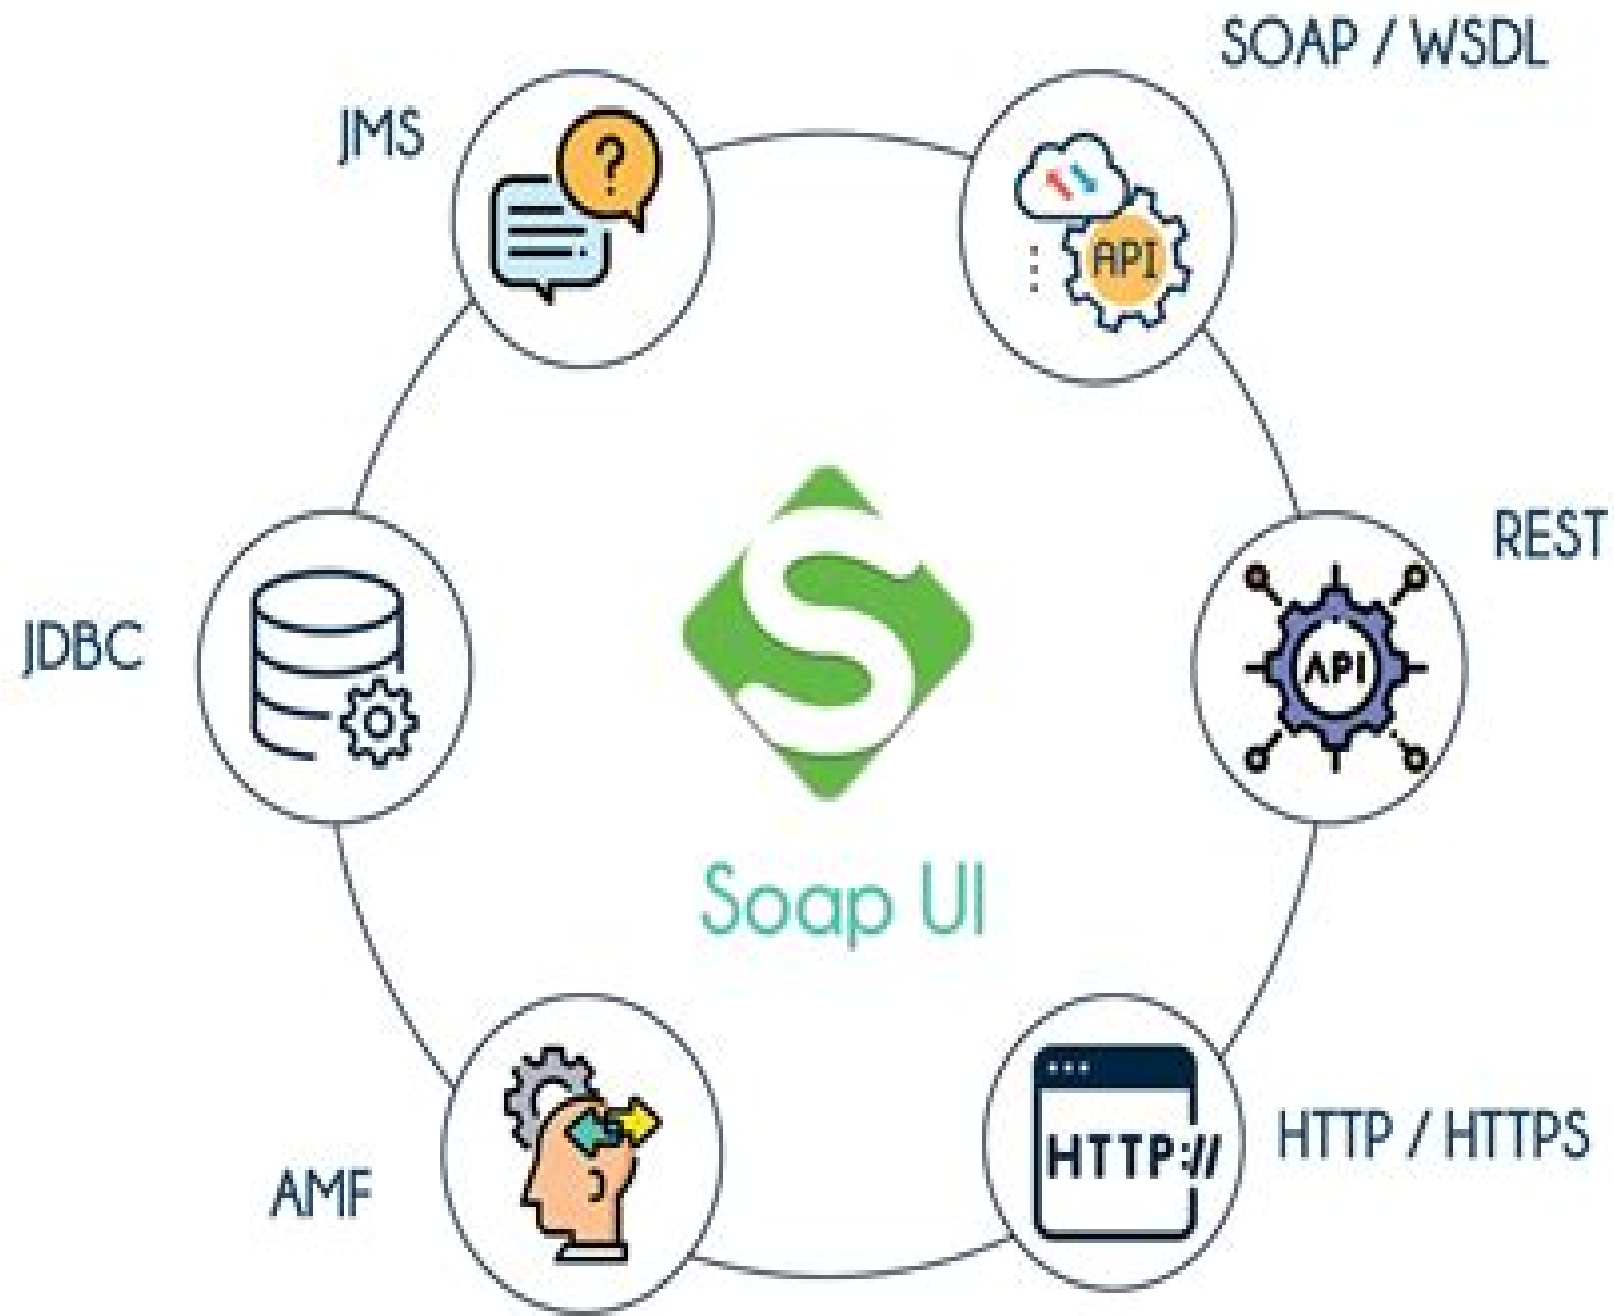 SOAP / WSDL
JMS
?
API
REST
API
JDBC
Soap UI
HTTP://
HTTP / HTTPS
AMF